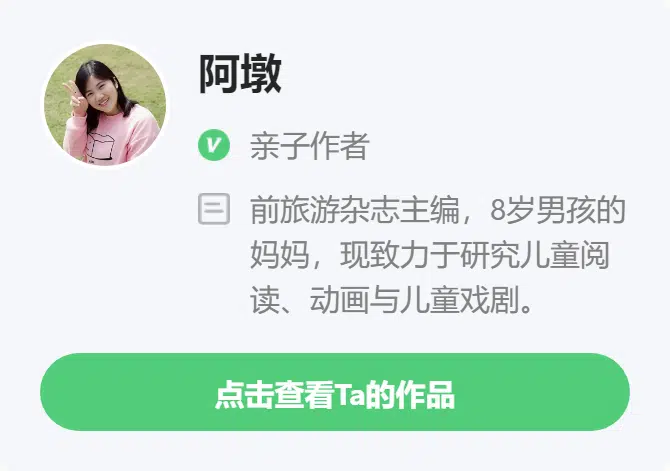 阿墩
V 亲子作者
前旅游杂志主编，8岁男孩的
妈妈，现致力于研究儿童阅
读、动画与儿童戏剧。
点击查看Ta的作品